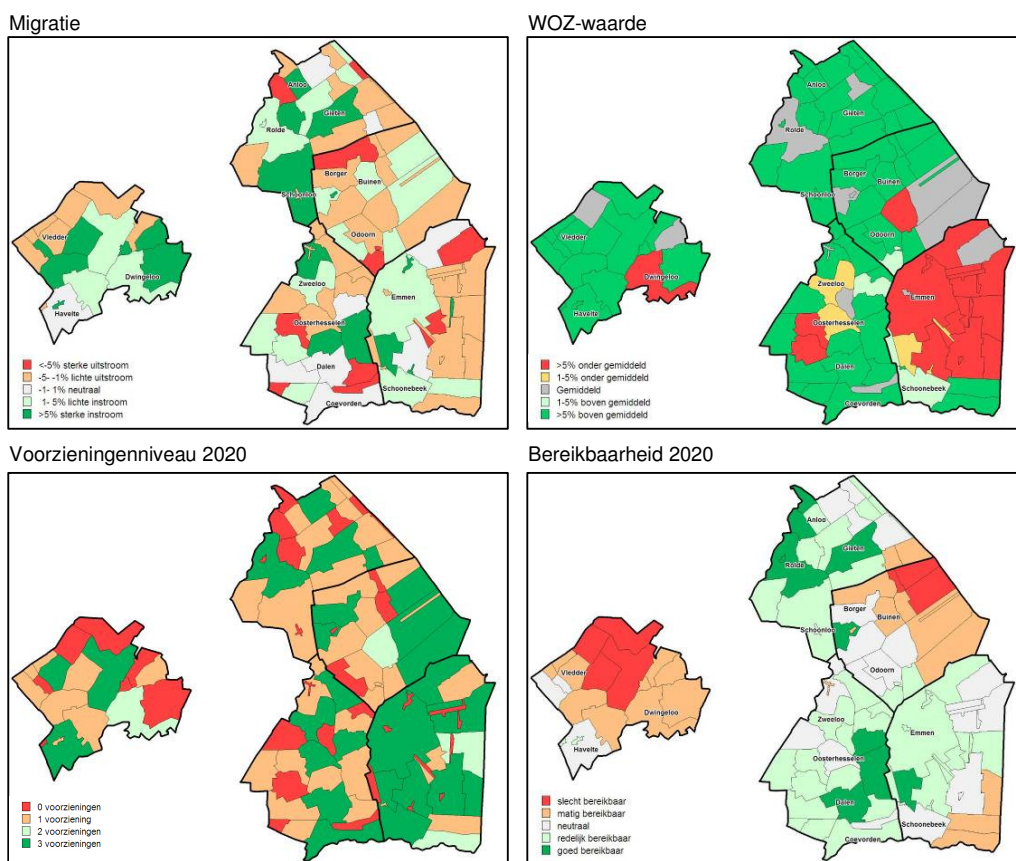 Migratie
Anloo
Gieten
Rolde
Borger
Buinen
Schoonloo
Odoorn
Vledder
Dwingeloo
Havelte
Zweeloo
Emmen
Oosterhesselen
Dalen
Schoonebeek
Coevorden
<-5% sterke uitstroom
-5- -1% lichte uitstroom
-1- 1% neutraal
1- 5% lichte instroom
>5% sterke instroom
WOZ-waarde
Anloo
Gieten
Rolde
Borger
Buinen
Schoonloo
Odoorn
Vledder
Dwingeloo
Havelte
Zweeloo
Emmen
Oosterhesselen
Dalen
Schoonebeek
Coevorden
>5% onder gemiddeld
1-5% onder gemiddeld
Gemiddeld
1-5% boven gemiddeld
>5% boven gemiddeld
Voorzieningenniveau 2020
0 voorzieningen
1 voorziening
2 voorzieningen
3 voorzieningen
Bereikbaarheid 2020
Anloo
Gieten
Rolde
Borger
Buinen
Schoonloo
Odoorn
Vledder
Dwingeloo
Havelte
Zweeloo
Emmen
Oosterhesselen
Dalen
Schoonebeek
Coevorden
slecht bereikbaar
matig bereikbaar
neutraal
redelijk bereikbaar
goed bereikbaar